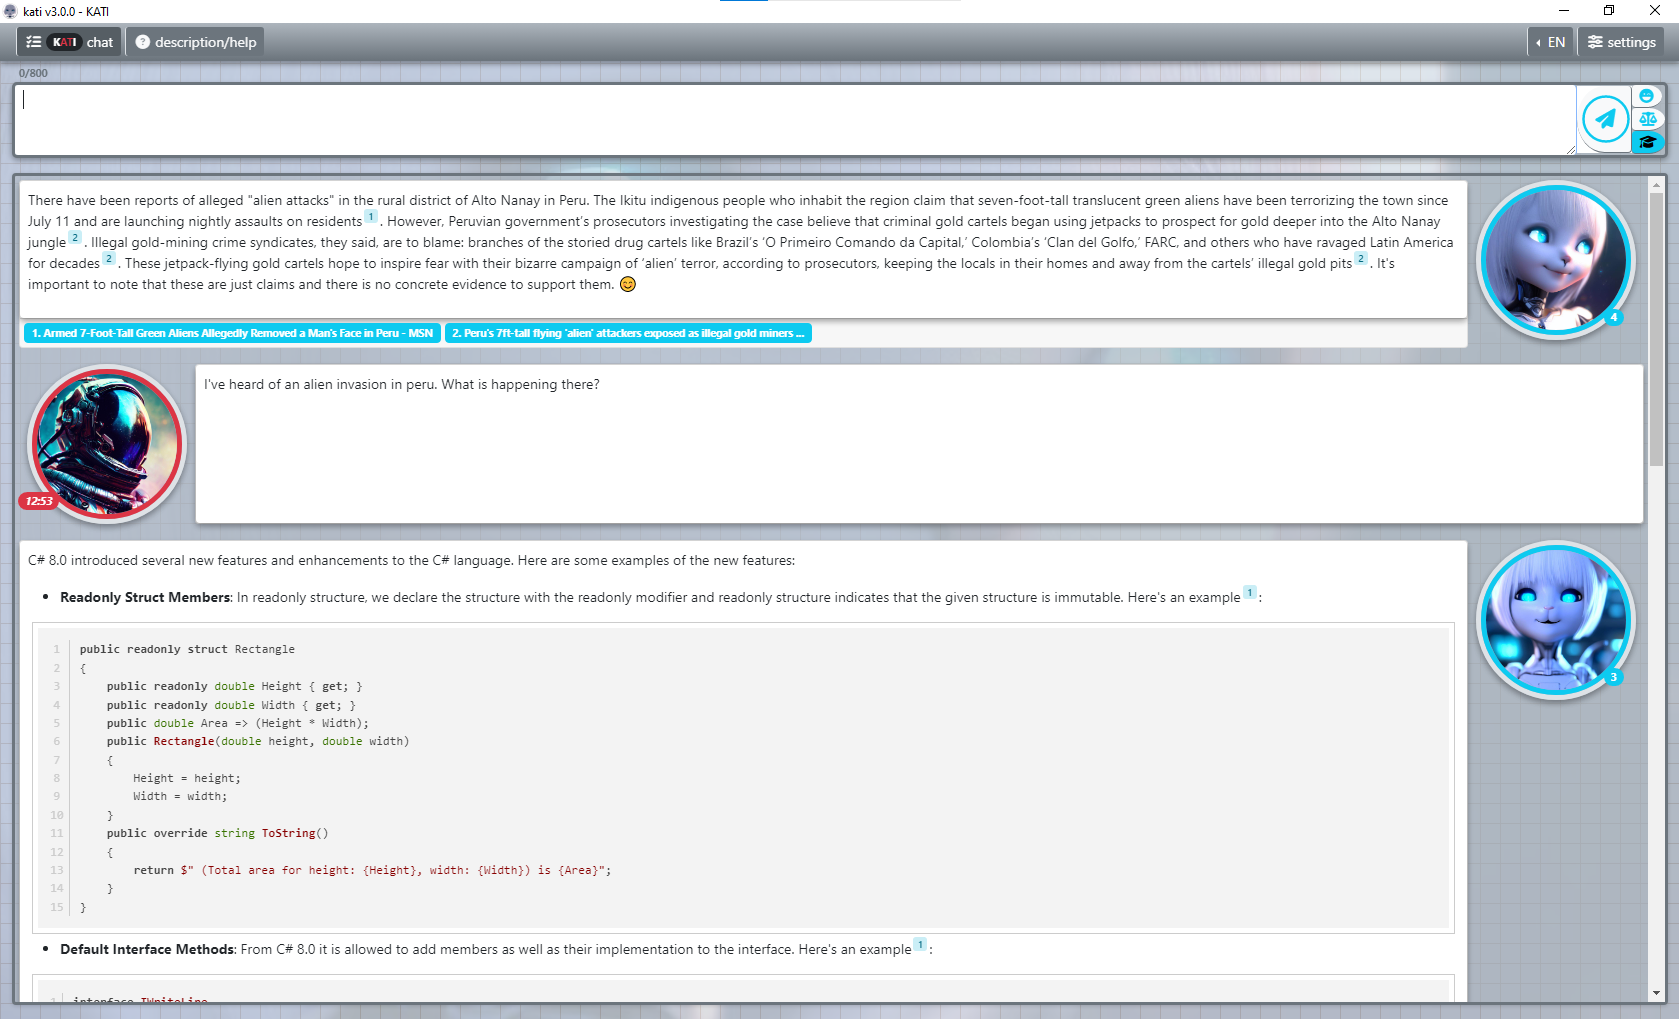 kati v3.0.0 - KATI
KATI chat
description/help
EN
settings
0/800
There have been reports of alleged "alien attacks" in the rural district of Alto Nanay in Peru. The Ikitu indigenous people who inhabit the region claim that seven-foot-tall translucent green aliens have been terrorizing the town since
July 11 and are launching nightly assaults on residents 1 . However, Peruvian government's prosecutors investigating the case believe that criminal gold cartels began using jetpacks to prospect for gold deeper into the Alto Nanay
jungle 2 . Illegal gold-mining crime syndicates, they said, are to blame: branches of the storied drug cartels like Brazil's 'O Primeiro Comando da Capital,' Colombia's 'Clan del Golfo,' FARC, and others who have ravaged Latin America
for decades 2 . These jetpack-flying gold cartels hope to inspire fear with their bizarre campaign of 'alien' terror, according to prosecutors, keeping the locals in their homes and away from the cartels' illegal gold pits 2 . It's
important to note that these are just claims and there is no concrete evidence to support them. 😊
4
1. Armed 7-Foot-Tall Green Aliens Allegedly Removed a Man's Face in Peru - MSN
2. Peru's 7ft-tall flying 'alien' attackers exposed as illegal gold miners ...
I've heard of an alien invasion in peru. What is happening there?
12:53
C# 8.0 introduced several new features and enhancements to the C# language. Here are some examples of the new features:
• Readonly Struct Members: In readonly structure, we declare the structure with the readonly modifier and readonly structure indicates that the given structure is immutable. Here's an example 1 :
3
1 public readonly struct Rectangle
2 {
3 public readonly double Height { get; }
4 public readonly double Width { get; }
5 public double Area => (Height * Width);
6 public Rectangle(double height, double width)
7 {
8 Height = height;
9 Width = width;
10 }
11 public override string ToString()
12 {
13 return $" (Total area for height: {Height}, width: {Width}) is {Area}";
14 }
15 }
• Default Interface Methods: From C# 8.0 it is allowed to add members as well as their implementation to the interface. Here's an example 1 :
1 interface IWriteLine